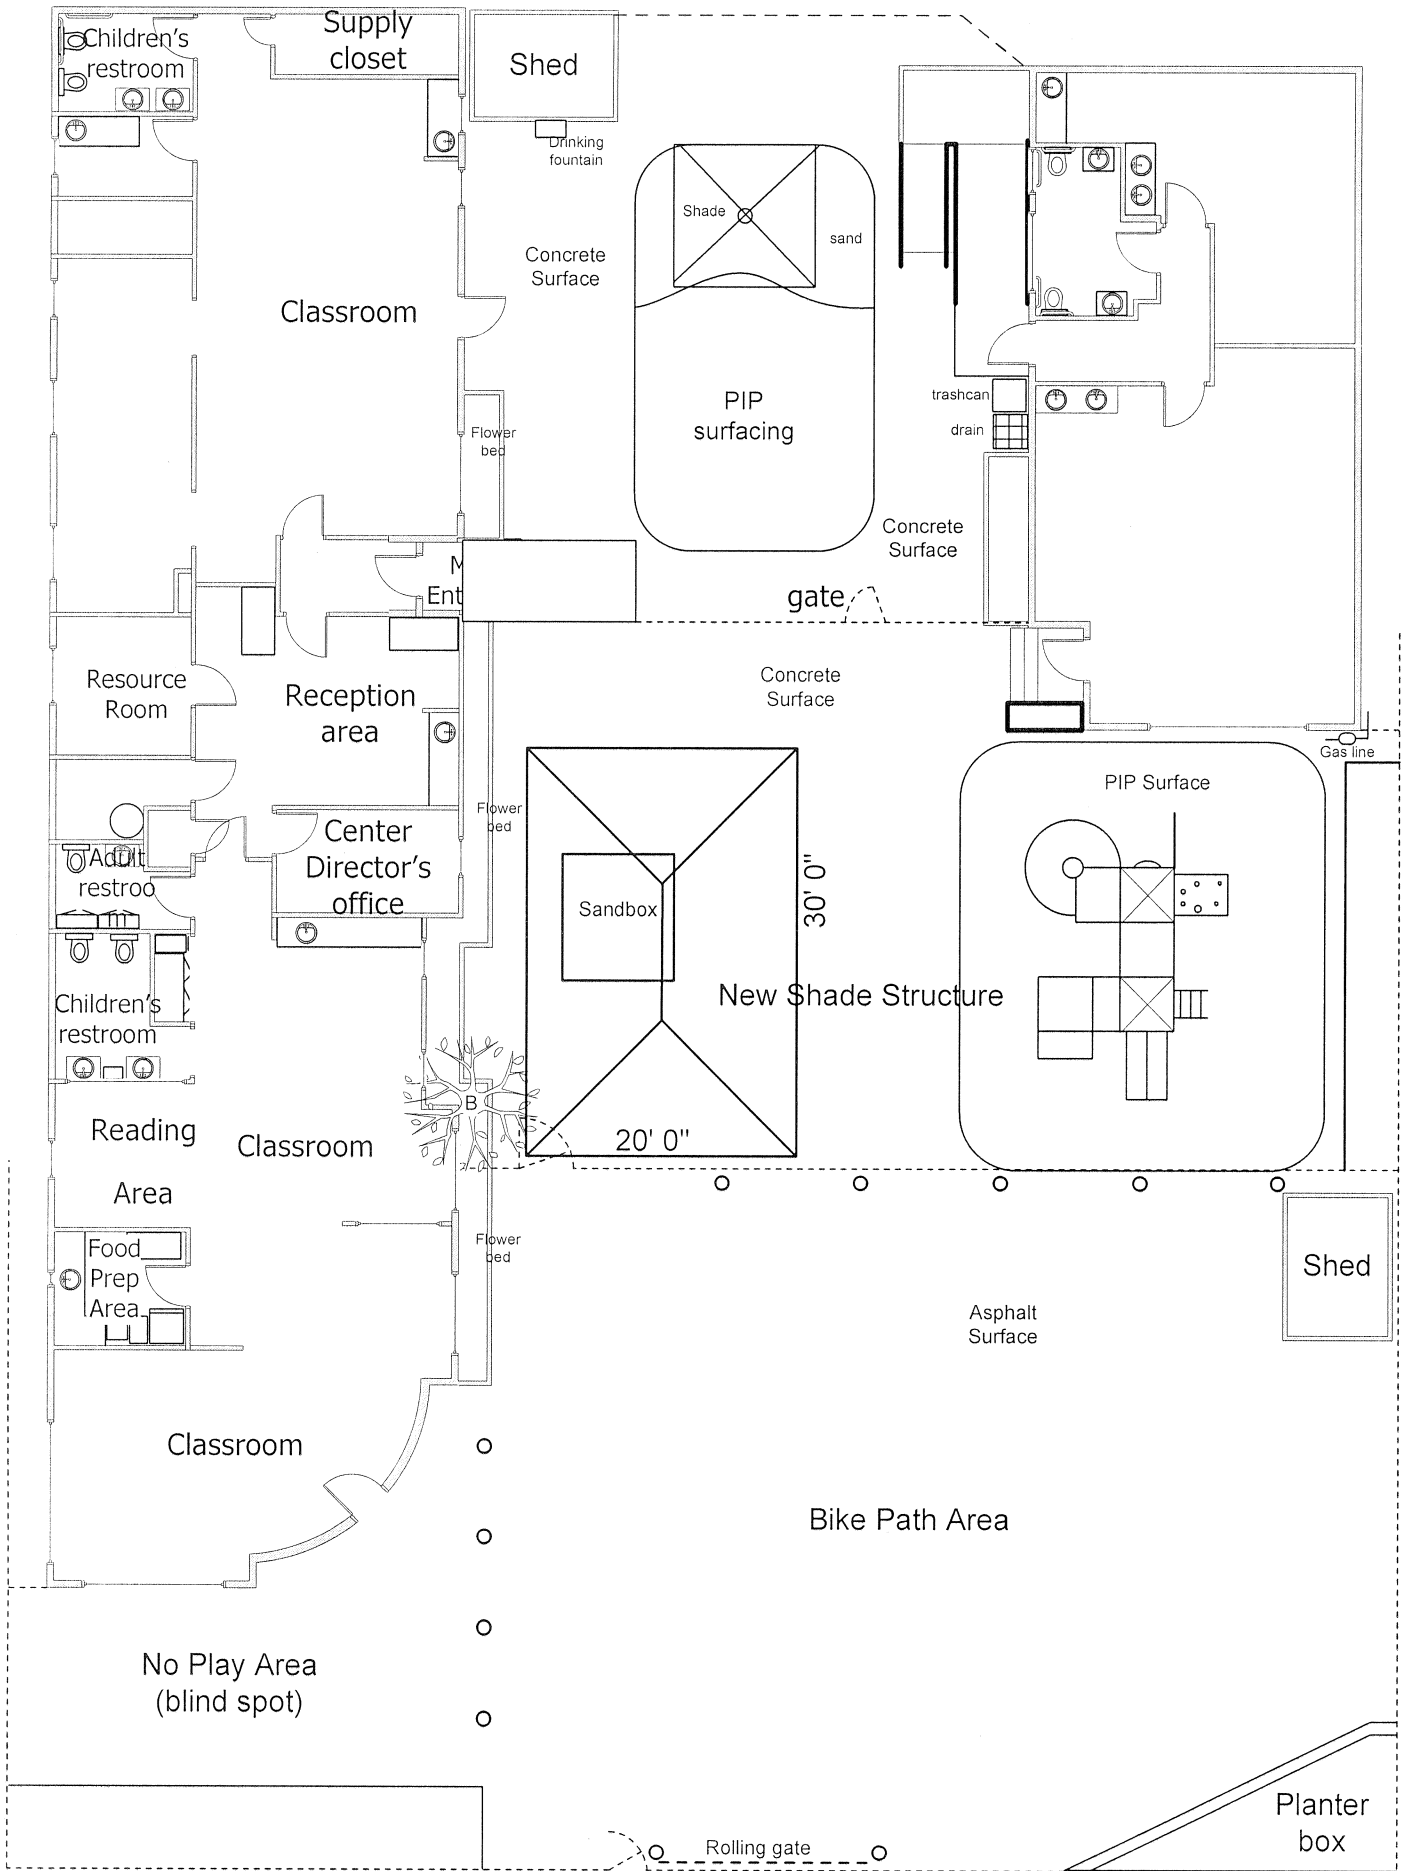 Supply
closet
Children's
restroom
Shed
Drinking
fountain
Shade
sand
Concrete
Surface
Classroom
PIP
surfacing
trashcan
drain
Flower
bed
Concrete
Surface
M
Ent
gate
Resource
Room
Reception
area
Concrete
Surface
Gas line
PIP Surface
Flower
bed
Center
Director's
office
Adult
restroo
Sandbox
30' 0"
New Shade Structure
Children's
restroom
B
Reading
Area
Classroom
20' 0"
Flower
bed
Food
Prep
Area
Shed
Asphalt
Surface
Classroom
Bike Path Area
No Play Area
(blind spot)
Planter
box
Rolling gate